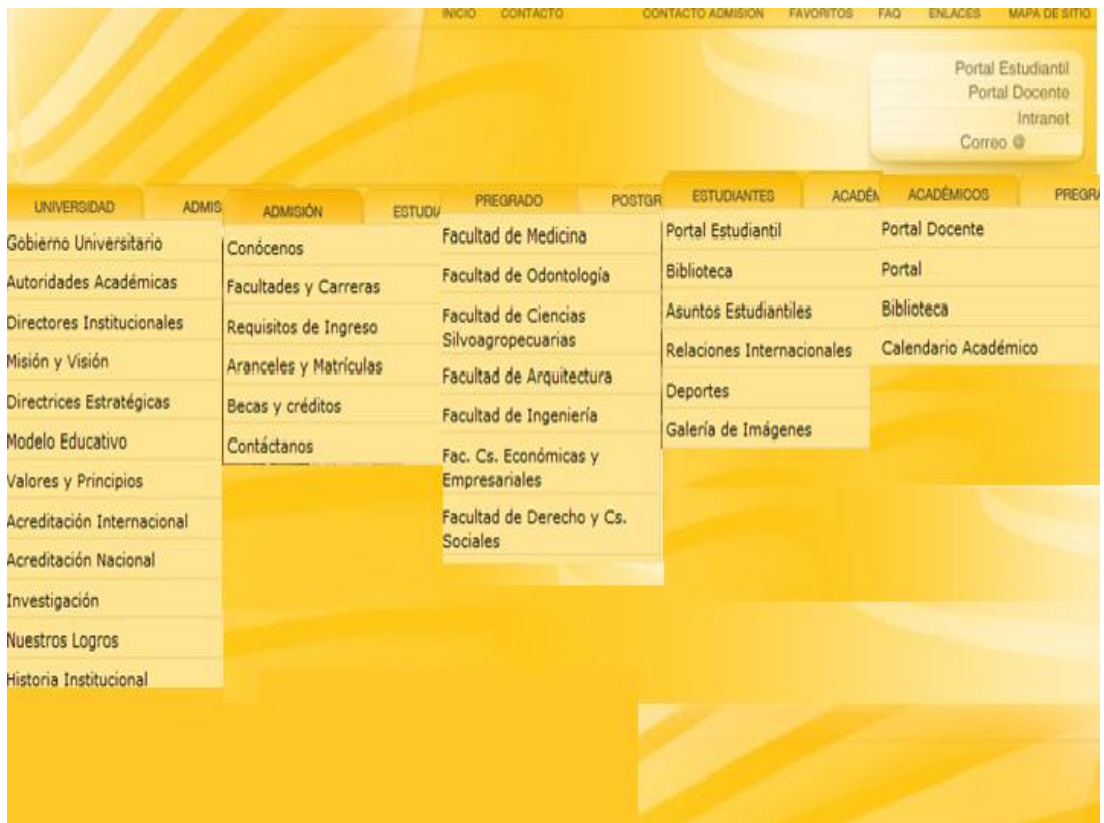 INICIO CONTACTO CONTACTO ADMISION FAVORITOS FAQ ENLACES MAPA DE SITIO
Portal Estudiantil
Portal Docente
Intranet
Correo @
UNIVERSIDAD ADMIS
Gobierno Universitario
Autoridades Académicas
Directores Institucionales
Misión y Visión
Directrices Estratégicas
Modelo Educativo
Valores y Principios
Acreditación Internacional
Acreditación Nacional
Investigación
Nuestros Logros
Historia Institucional
ADMISIÓN ESTUDI
Conócenos
Facultades y Carreras
Requisitos de Ingreso
Aranceles y Matrículas
Becas y créditos
Contáctanos
PREGRADO POSTGR
Facultad de Medicina
Facultad de Odontología
Facultad de Ciencias
Silvoagropecuarias
Facultad de Arquitectura
Facultad de Ingeniería
Fac. Cs. Económicas y
Empresariales
Facultad de Derecho y Cs.
Sociales
ESTUDIANTES ACADÉM
Portal Estudiantil
Biblioteca
Asuntos Estudiantiles
Relaciones Internacionales
Deportes
Galería de Imágenes
ACADÉMICOS PREGRA
Portal Docente
Portal
Biblioteca
Calendario Académico